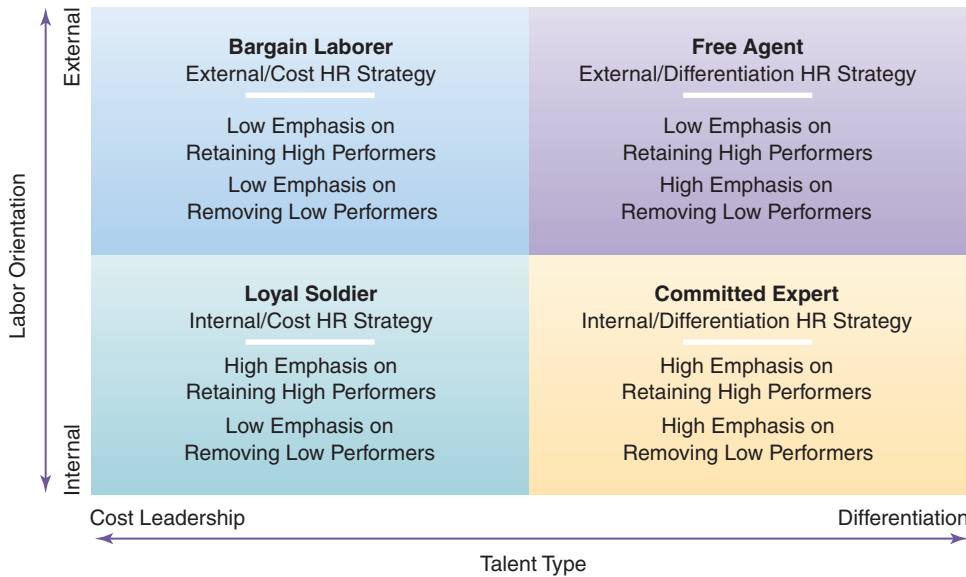 External
Labor Orientation
Internal
Bargain Laborer
External/Cost HR Strategy
Low Emphasis on
Retaining High Performers
Low Emphasis on
Removing Low Performers
Free Agent
External/Differentiation HR Strategy
Low Emphasis on
Retaining High Performers
High Emphasis on
Removing Low Performers
Loyal Soldier
Internal/Cost HR Strategy
High Emphasis on
Retaining High Performers
Low Emphasis on
Removing Low Performers
Committed Expert
Internal/Differentiation HR Strategy
High Emphasis on
Retaining High Performers
High Emphasis on
Removing Low Performers
Cost Leadership
Differentiation
Talent Type